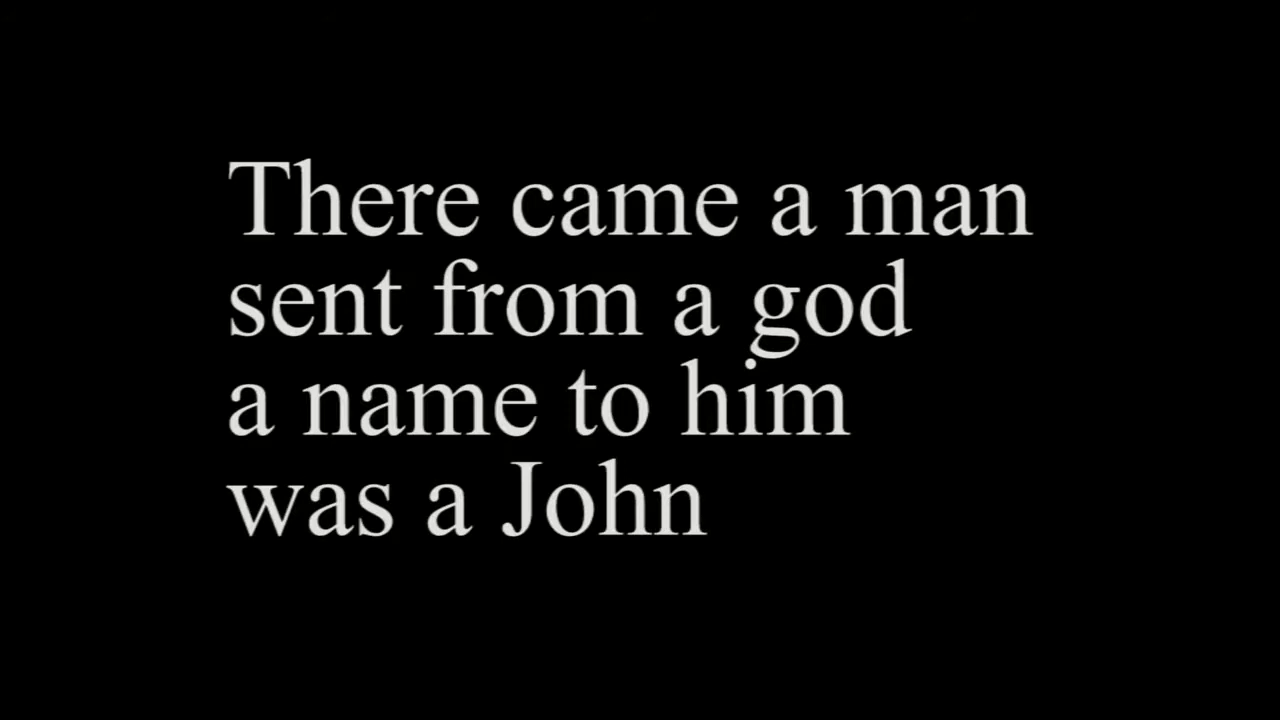 There came a man
sent from a god
a name to him
was a John